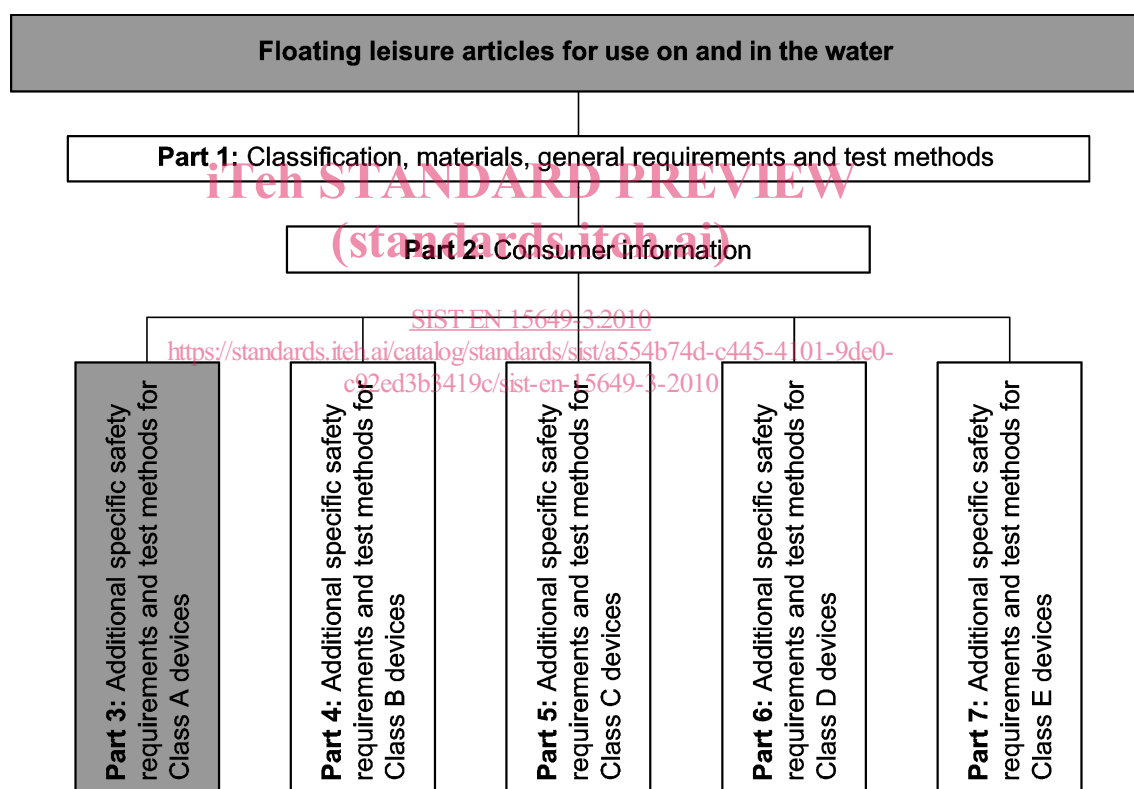 Floating leisure articles for use on and in the water
Part 1: Classification, materials, general requirements and test methods
iTeh STANDARD PREVIEW
(standards.iteh.ai)
Part 2: Consumer information
SIST EN 15649-3:2010
https://standards.iteh.ai/catalog/standards/sist/a554b74d-c445-4101-9de0-
c92ed3b3419c/sist-en-15649-3-2010
Part 3: Additional specific safety
requirements and test methods for
Class A devices
Part 4: Additional specific safety
requirements and test methods for
Class B devices
Part 5: Additional specific safety
requirements and test methods for
Class C devices
Part 6: Additional specific safety
requirements and test methods for
Class D devices
Part 7: Additional specific safety
requirements and test methods for
Class E devices